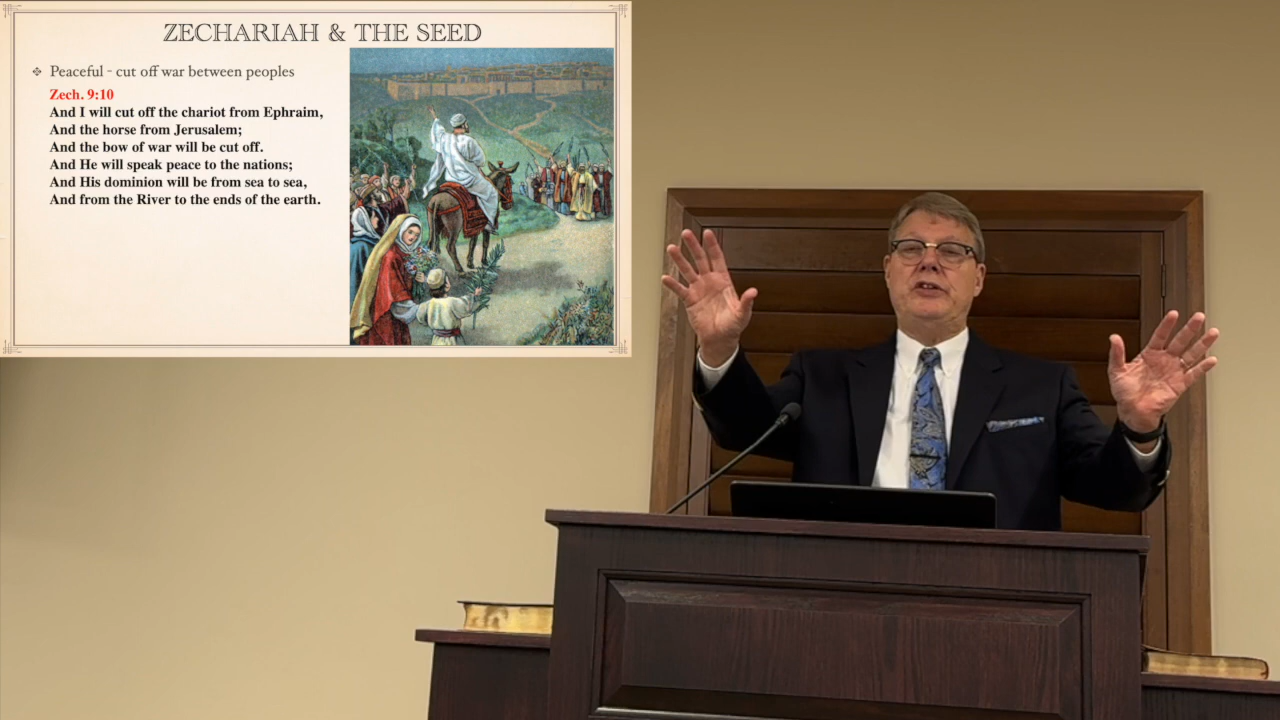 ZECHARIAH & THE SEED
Peaceful - cut off war between peoples
Zech. 9:10
And I will cut off the chariot from Ephraim,
And the horse from Jerusalem;
And the bow of war will be cut off.
And He will speak peace to the nations;
And His dominion will be from sea to sea,
And from the River to the ends of the earth.